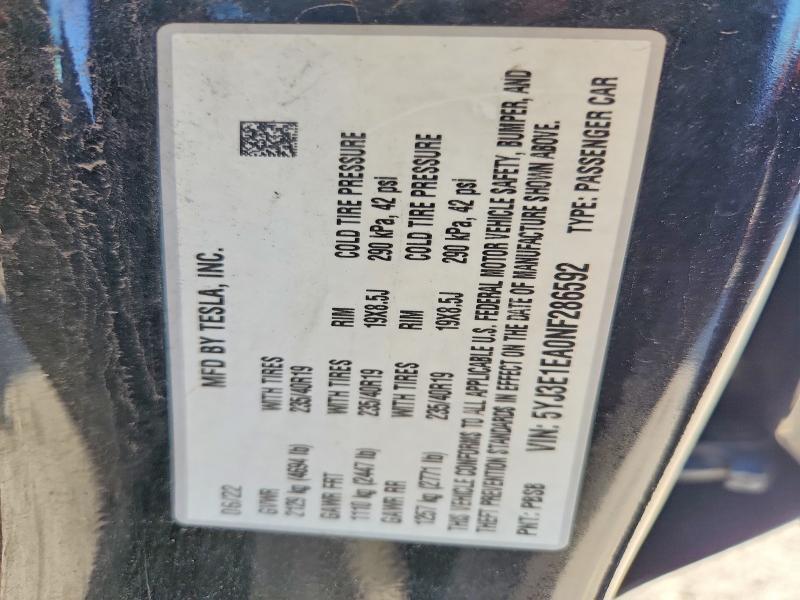 MFD BY TESLA, INC.
06/22
GVWR WITH TIRES RIM COLD TIRE PRESSURE
2129 kg (4694 lb) 235/40R19 19X8.5J 290 kPa, 42 psi
GAWR FRT WITH TIRES RIM COLD TIRE PRESSURE
1110 kg (2447 lb) 235/40R19 19X8.5J 290 kPa, 42 psi
GAWR RR WITH TIRES
1257 kg (2771 lb) 235/40R19
THIS VEHICLE CONFORMS TO ALL APPLICABLE U.S. FEDERAL MOTOR VEHICLE SAFETY, BUMPER, AND
THEFT PREVENTION STANDARDS IN EFFECT ON THE DATE OF MANUFACTURE SHOWN ABOVE.
PNT: PBSB VIN: 5YJ3E1EA0NF286592 TYPE: PASSENGER CAR